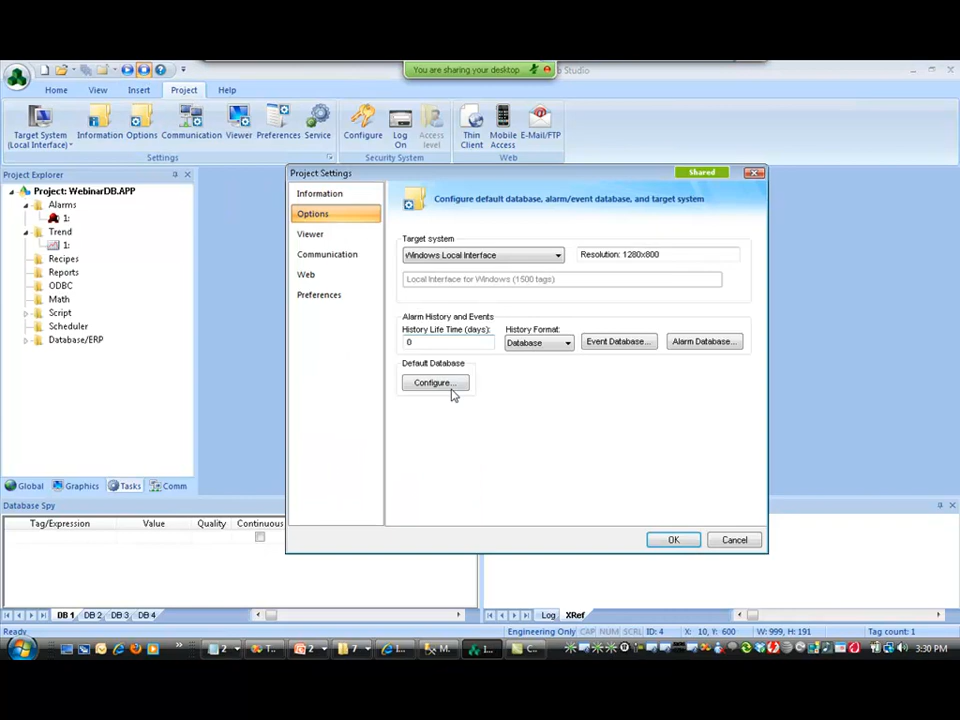 You are sharing your desktop
o Studio
Home View Insert Project Help
Target System
(Local Interface)
Information Options Communication Viewer Preferences Service
Configure
Log
On
Access
level
Thin
Client
Mobile
Access
E-Mail/FTP
Settings
Security System
Web
Project Explorer
Project: WebinarDB.APP
Alarms
1:
Trend
1:
Recipes
Reports
ODBC
Math
Script
Scheduler
Database/ERP
Global Graphics Tasks Comm
Project Settings
Shared
Information
Options
Viewer
Communication
Web
Preferences
Configure default database, alarm/event database, and target system
Target system
Windows Local Interface
Resolution: 1280x800
Local Interface for Windows (1500 tags)
Alarm History and Events
History Life Time (days): History Format:
0 Database Event Database... Alarm Database...
Default Database
Configure...
OK Cancel
Database Spy
Tag/Expression Value Quality Continuous
DB 1 DB 2 DB 3 DB 4
Log XRef
Ready
Engineering Only CAP NUM SCRL ID: 4 X: 10, Y: 600 W: 999, H: 191 Tag count: 1
2 T... 2 7 I... M... I... C...
3:30 PM